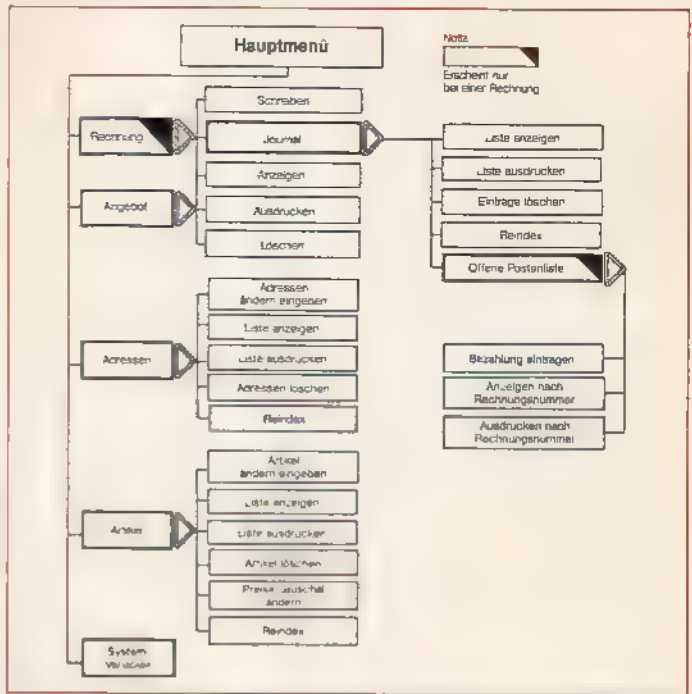 Hauptmenü
Notiz
Erscheint nur
bei einer Rechnung
Rechnung
Angebot
Schreiben
Journal
Anzeigen
Ausdrucken
Löschen
Liste anzeigen
Liste ausdrucken
Einträge löschen
Reindex
Offene Postenliste
Bezahlung eintragen
Anzeigen nach
Rechnungsnummer
Ausdrucken nach
Rechnungsnummer
Adressen
Adressen
ändern eingeben
Liste anzeigen
Liste ausdrucken
Adressen löschen
Reindex
Artikel
Artikel
ändern eingeben
Liste anzeigen
Liste ausdrucken
Artikel löschen
Preise pauschal
ändern
Reindex
System